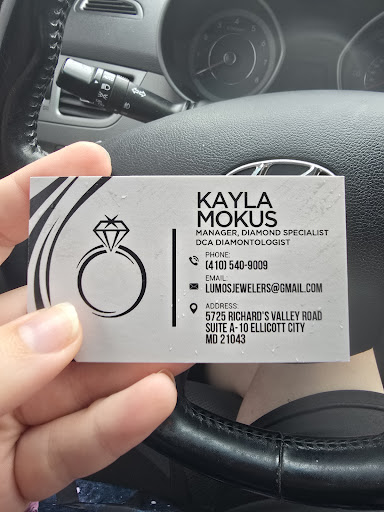 KAYLA
MOKUS
MANAGER, DIAMOND SPECIALIST
DCA DIAMONTOLOGIST
PHONE:
(410) 540-9009
EMAIL:
LUMOSJEWELERS@GMAIL.COM
ADDRESS:
5725 RICHARD'S VALLEY ROAD
SUITE A-10 ELLICOTT CITY
MD 21043